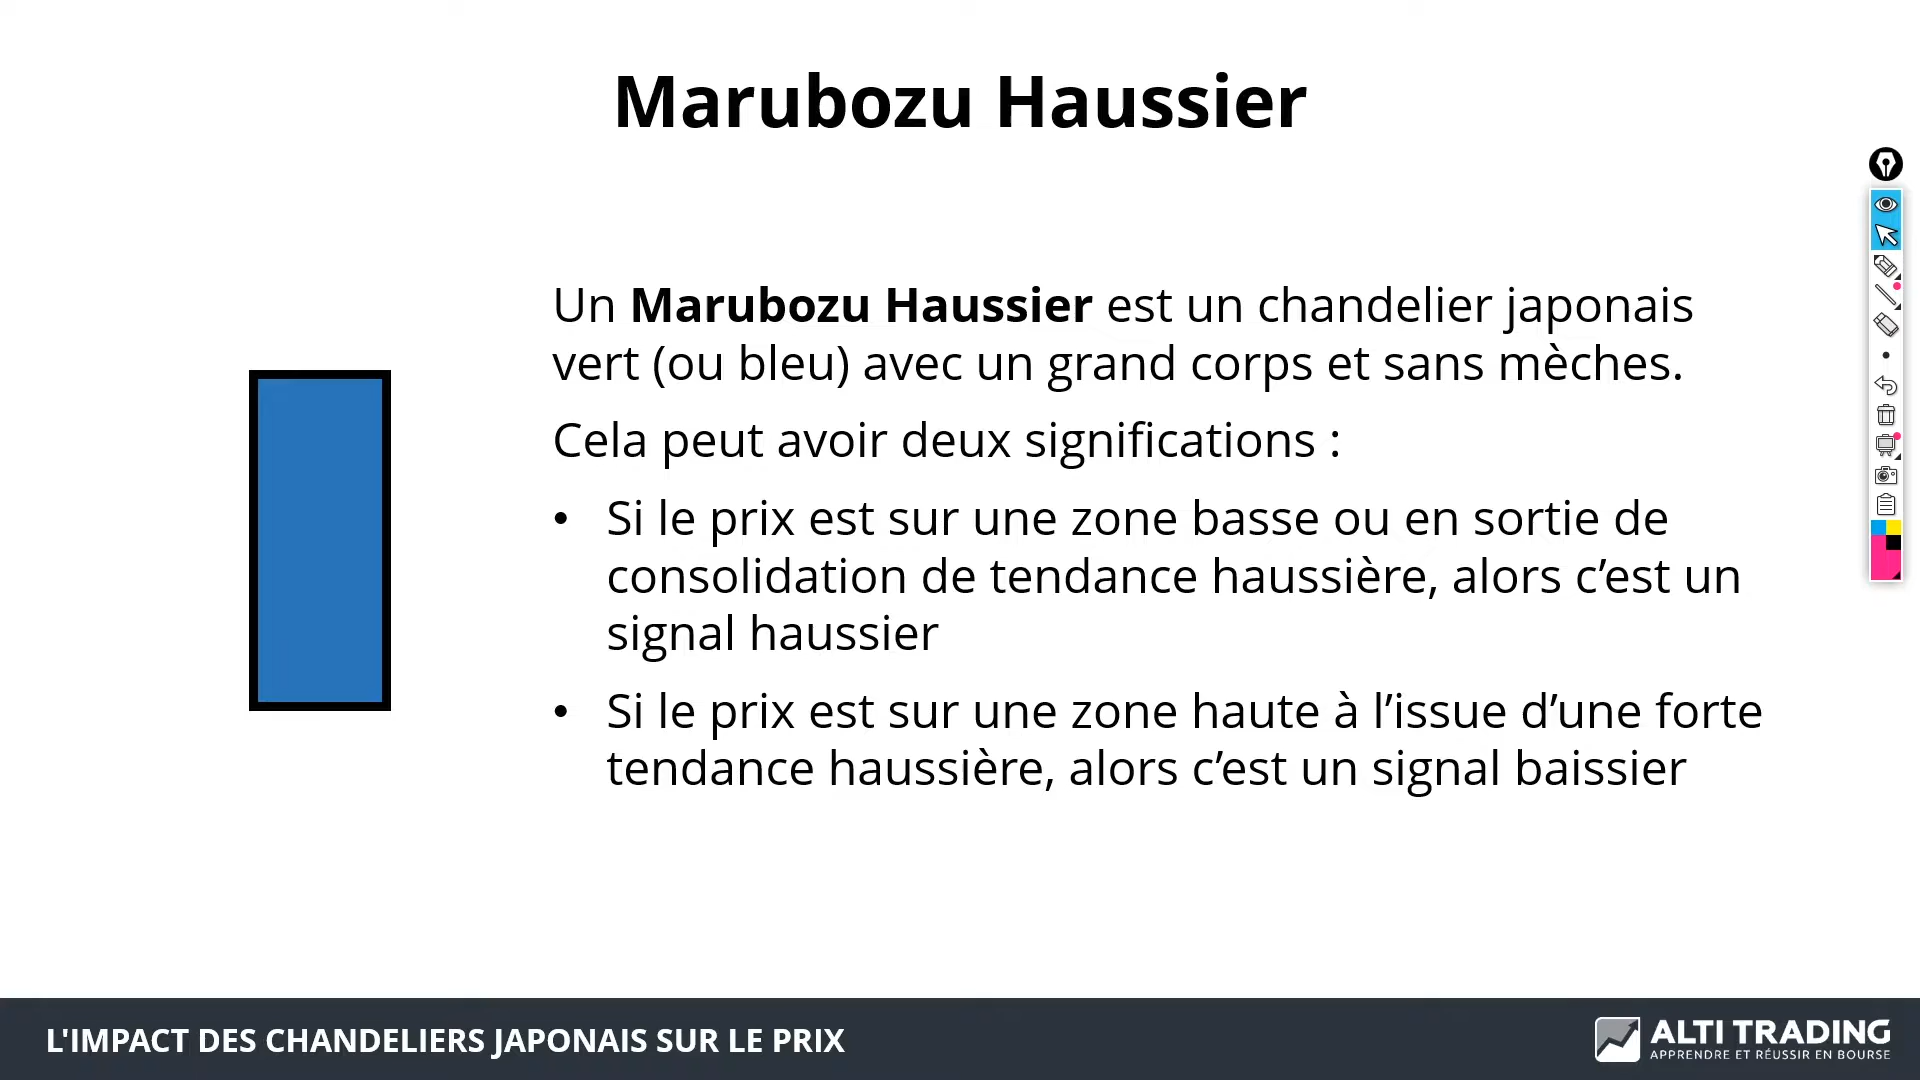 Marubozu Haussier
Un Marubozu Haussier est un chandelier japonais
vert (ou bleu) avec un grand corps et sans mèches.
Cela peut avoir deux significations :
• Si le prix est sur une zone basse ou en sortie de
consolidation de tendance haussière, alors c’est un
signal haussier
• Si le prix est sur une zone haute à l’issue d’une forte
tendance haussière, alors c’est un signal baissier
L'IMPACT DES CHANDELIERS JAPONAIS SUR LE PRIX
ALTI TRADING
APPRENDRE ET RÉUSSIR EN BOURSE